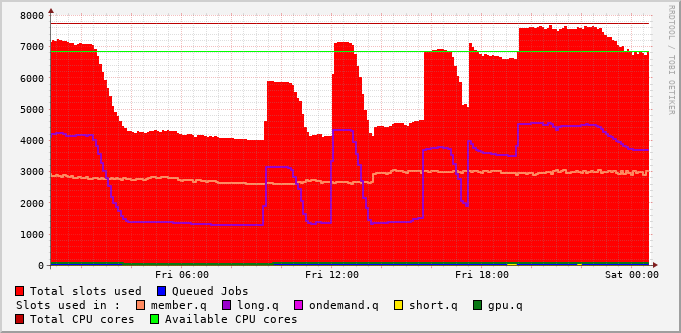 8000
7000
6000
5000
4000
3000
2000
1000
0
Fri 06:00 Fri 12:00 Fri 18:00 Sat 00:00
RRDTOOL / TOBI OETIKER
Total slots used Queued Jobs
Slots used in : member.q long.q ondemand.q short.q gpu.q
Total CPU cores Available CPU cores